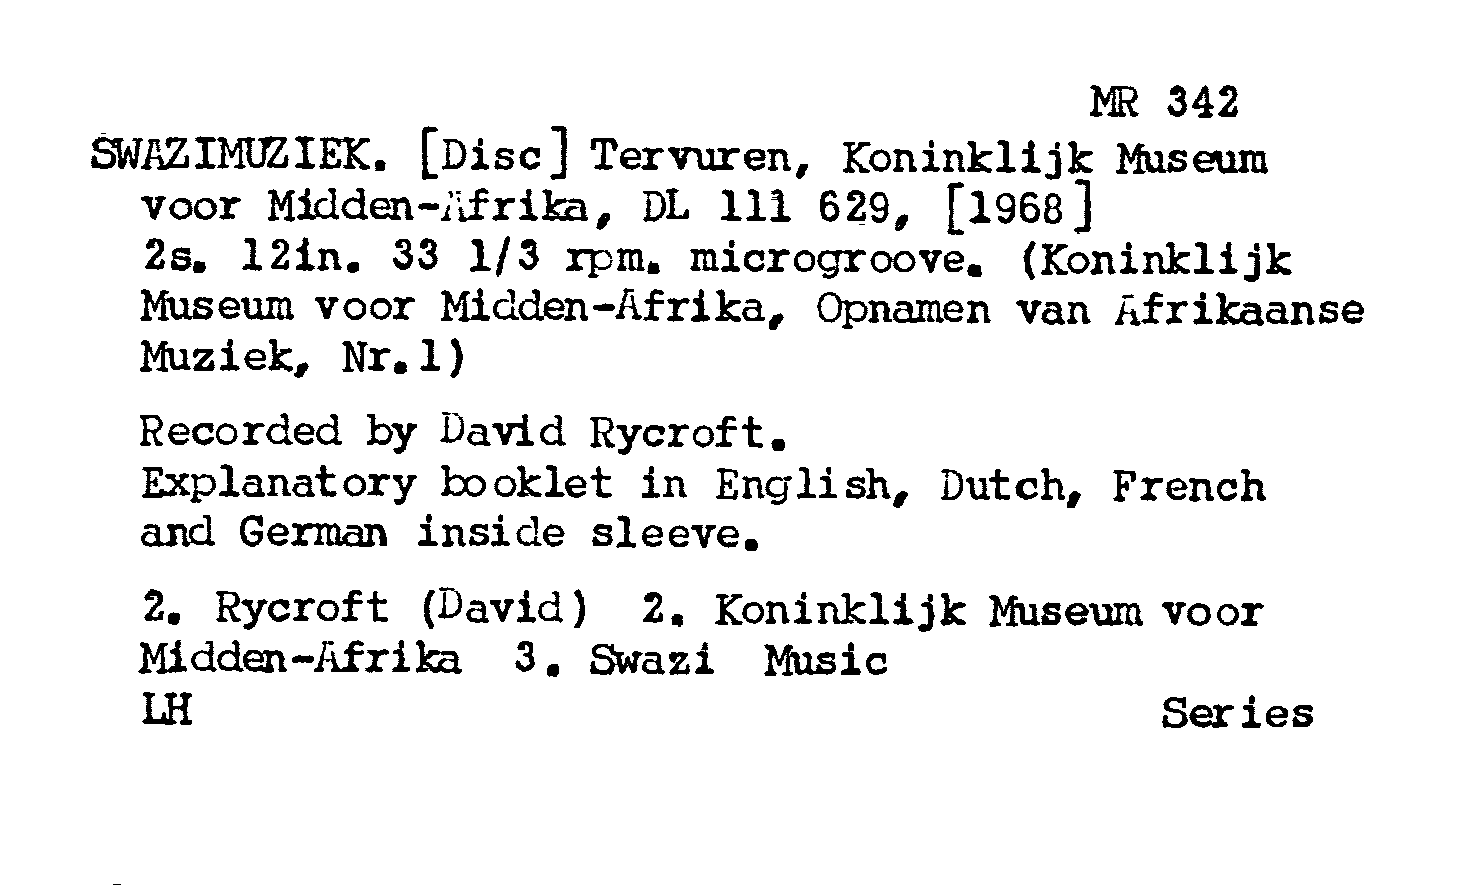 MR 342
SWAZIMUZIEK. [Disc] Tervuren, Koninklijk Museum
voor Midden-Afrika, DL 111 629, [1968]
2s. 12in. 33 1/3 rpm. microgroove. (Koninklijk
Museum voor Midden-Afrika, Opnamen van Afrikaanse
Muziek, Nr.1)
Recorded by David Rycroft.
Explanatory booklet in English, Dutch, French
and German inside sleeve.
2. Rycroft (David) 2. Koninklijk Museum voor
Midden-Afrika 3. Swazi Music
LH Series